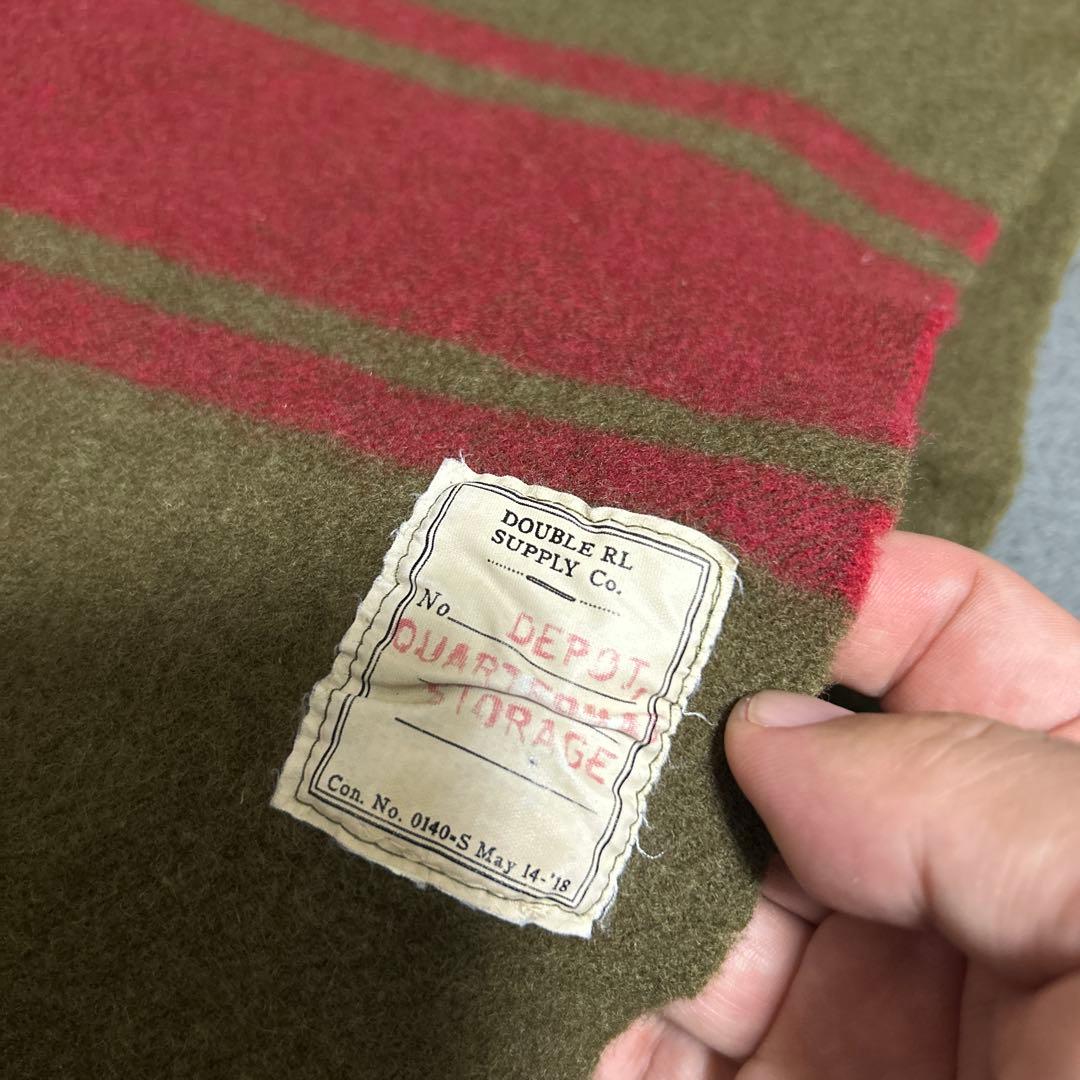 DOUBLE RL
SUPPLY Co.
No
DEPOT,
QUARTERMA
STORAGE
Con. No. 0140-S May 14-'18